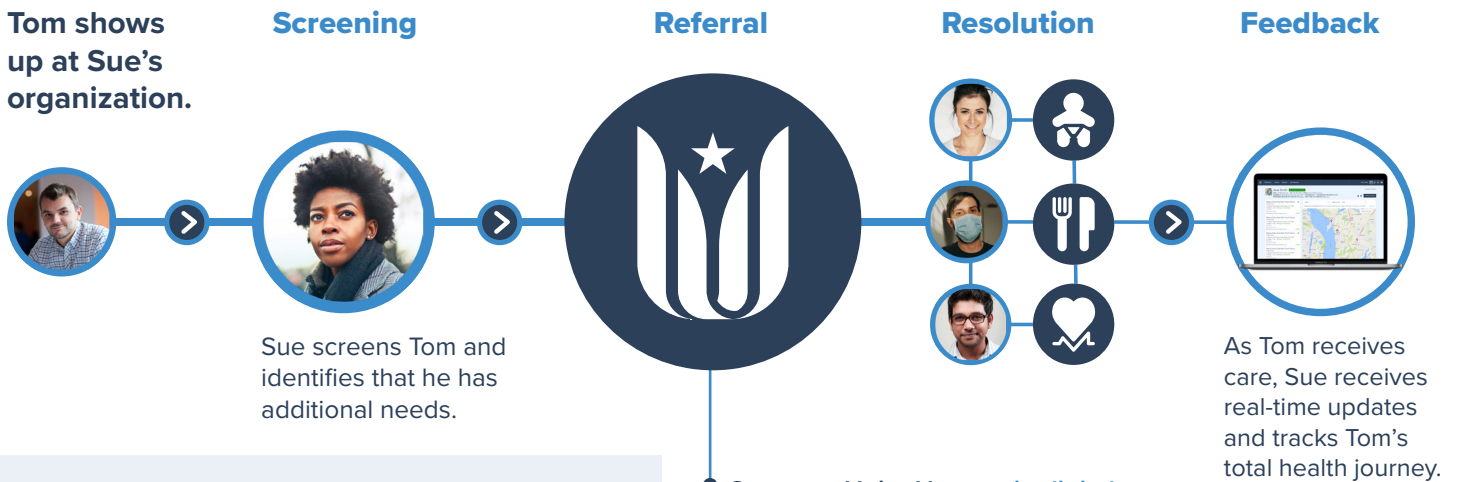 Tom shows
up at Sue’s
organization.
Screening
Referral
Resolution
Feedback
Sue screens Tom and
identifies that he has
additional needs.
As Tom receives
care, Sue receives
real-time updates
and tracks Tom’s
total health journey.